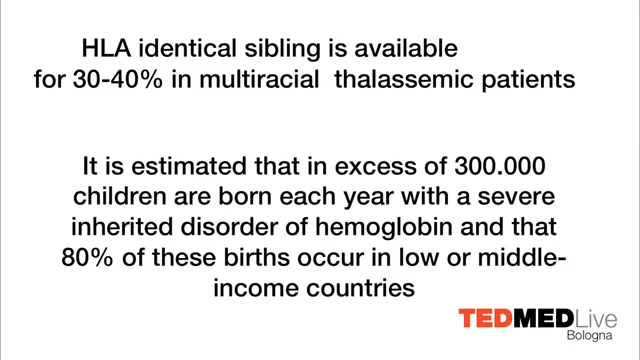 HLA identical sibling is available
for 30-40% in multiracial thalassemic patients
It is estimated that in excess of 300.000
children are born each year with a severe
inherited disorder of hemoglobin and that
80% of these births occur in low or middle-
income countries
TEDMEDLive
Bologna